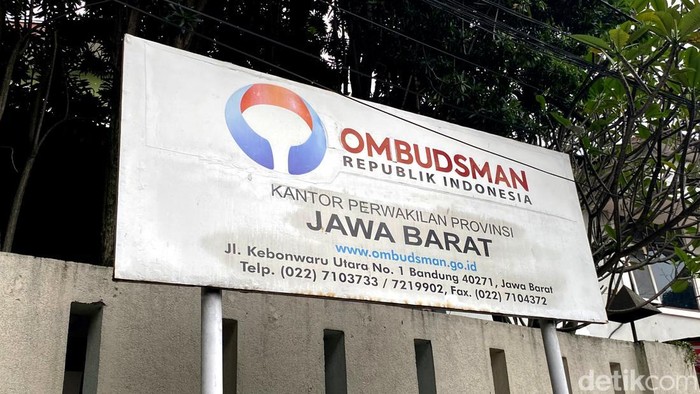 OMBUDSMAN
REPUBLIK INDONESIA
KANTOR PERWAKILAN PROVINSI
JAWA BARAT
www.ombudsman.go.id
Jl. Kebonwaru Utara No. 1 Bandung 40271, Jawa Barat
Telp. (022) 7103733 / 7219902, Fax. (022) 7104372
detikcom